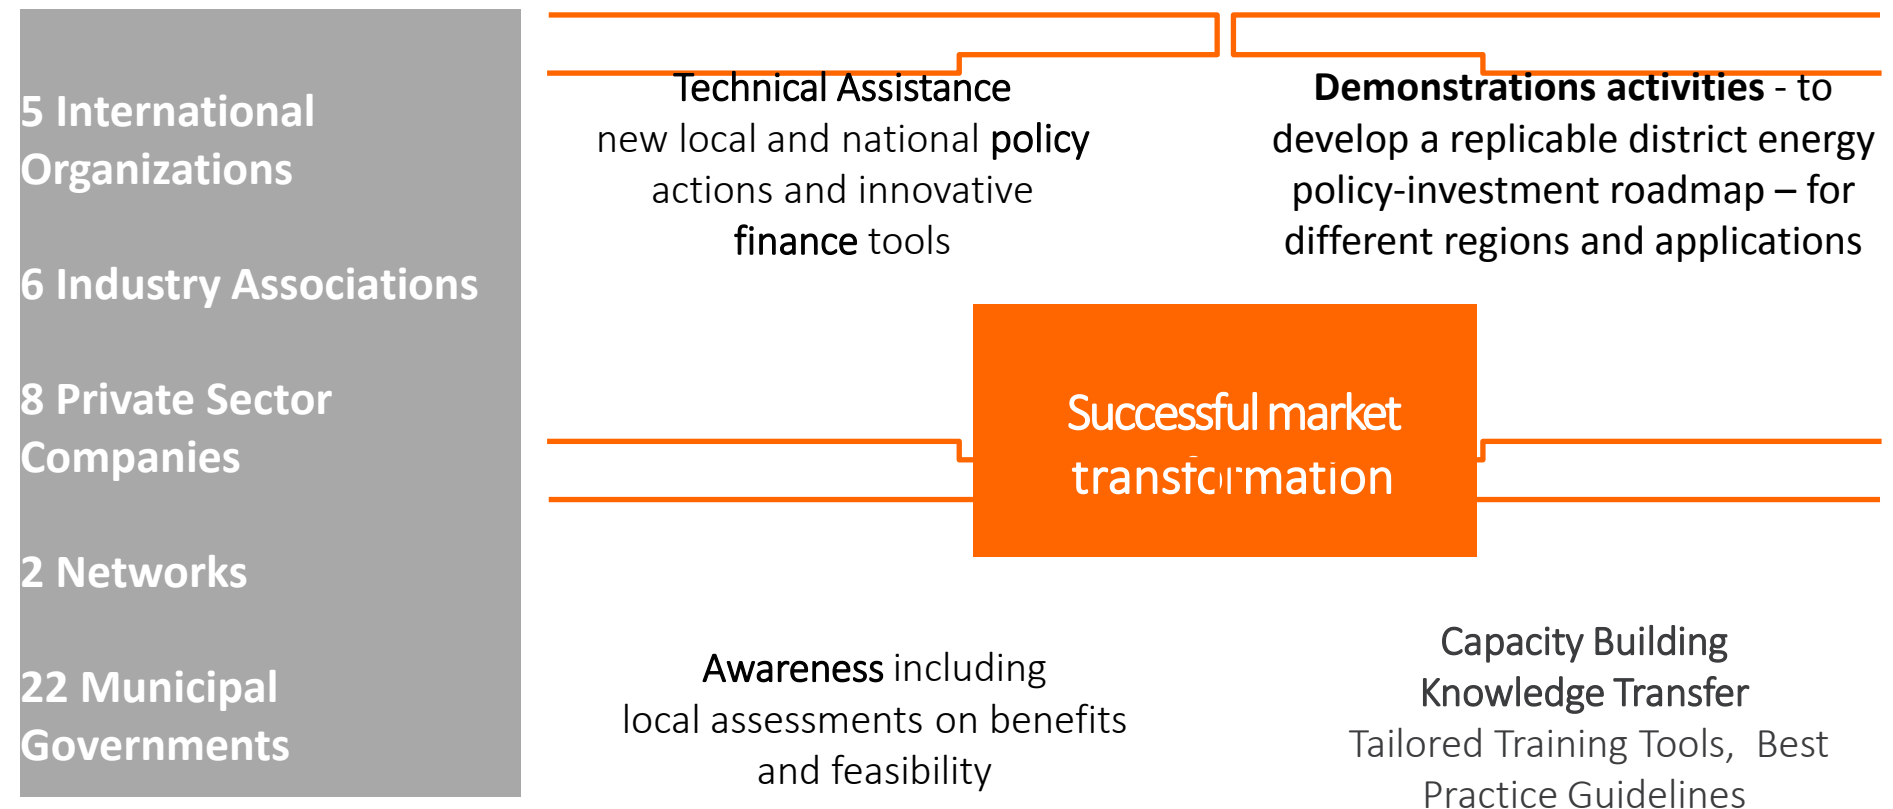 5 International
Organizations
6 Industry Associations
8 Private Sector
Companies
2 Networks
22 Municipal
Governments
Technical Assistance
new local and national policy
actions and innovative
finance tools
Demonstrations activities - to
develop a replicable district energy
policy-investment roadmap – for
different regions and applications
Successful market
transformation
Awareness including
local assessments on benefits
and feasibility
Capacity Building
Knowledge Transfer
Tailored Training Tools, Best
Practice Guidelines